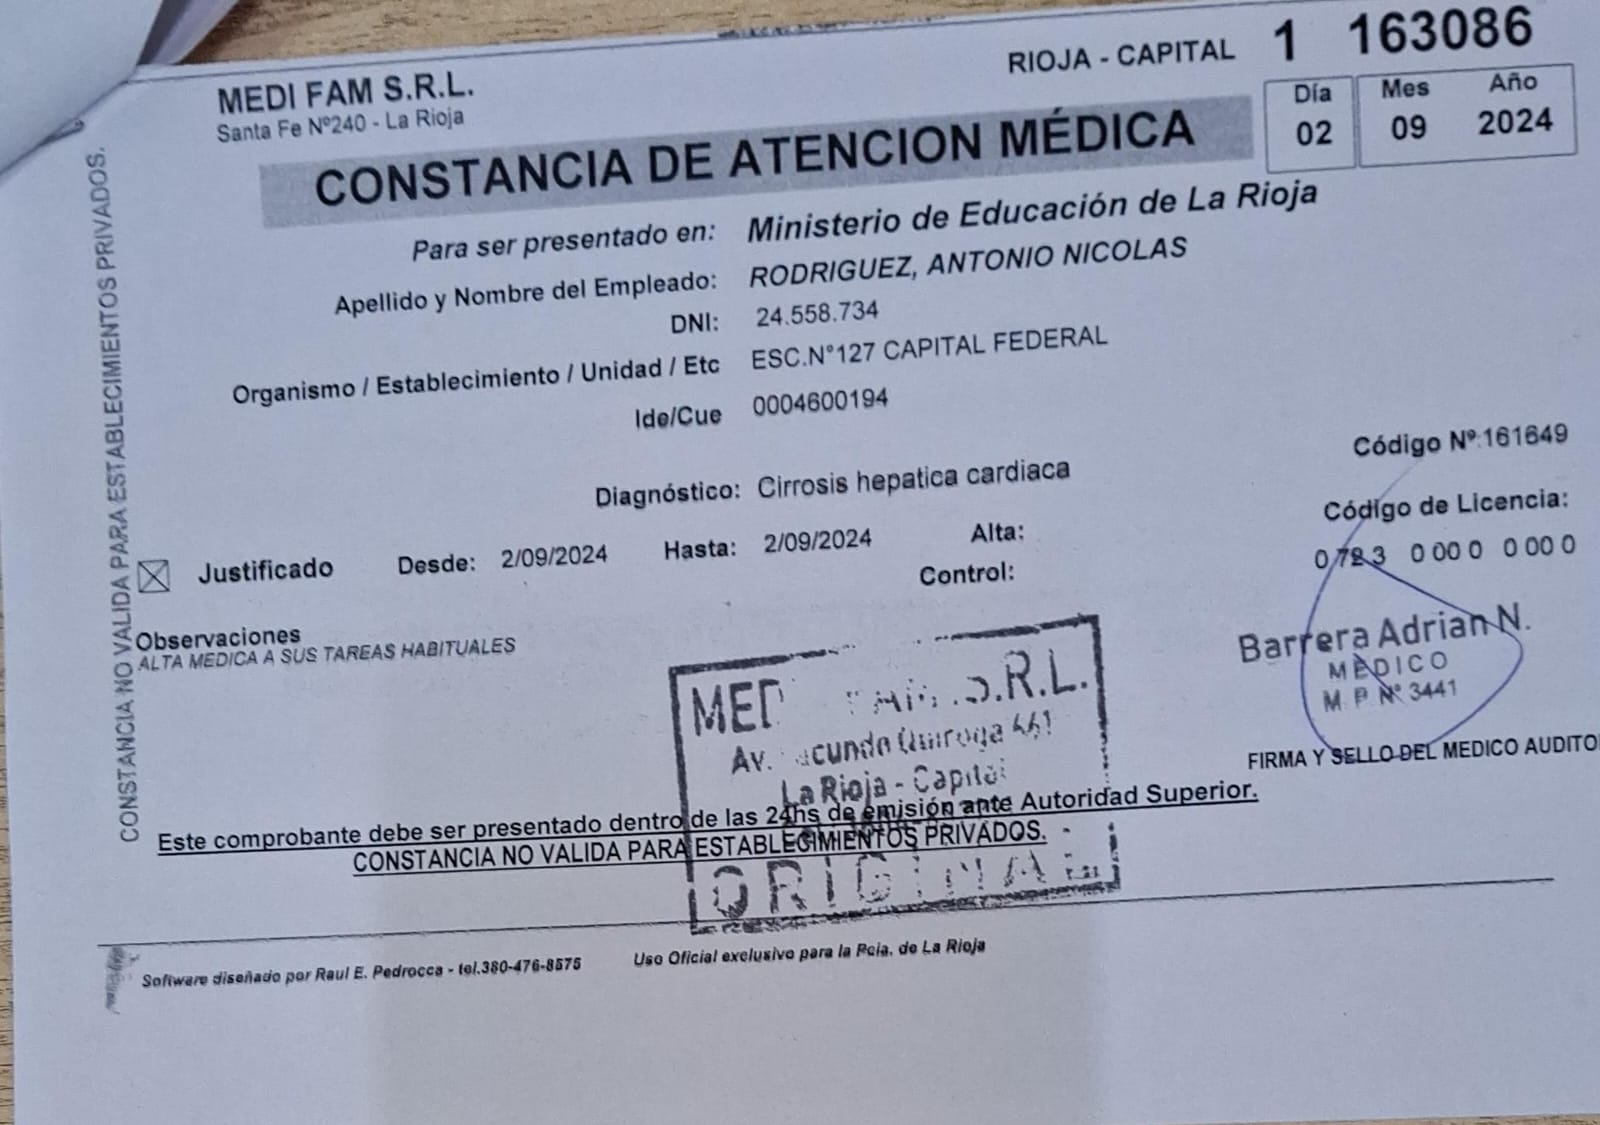 MEDI FAM S.R.L.
Santa Fe Nº240 - La Rioja
RIOJA - CAPITAL 1 163086
Día Mes Año
02 09 2024
CONSTANCIA DE ATENCION MÉDICA
Para ser presentado en: Ministerio de Educación de La Rioja
Apellido y Nombre del Empleado: RODRIGUEZ, ANTONIO NICOLAS
DNI: 24.558.734
Organismo / Establecimiento / Unidad / Etc ESC.N°127 CAPITAL FEDERAL
Ide/Cue 0004600194
Código Nº:161649
Diagnóstico: Cirrosis hepatica cardiaca
Código de Licencia:
0 72 3 0 00 0 0 00 0
Justificado Desde: 2/09/2024 Hasta: 2/09/2024 Alta:
Control:
Observaciones
ALTA MEDICA A SUS TAREAS HABITUALES
Barrera Adrian N.
MEDICO
M.P Nº 3441
FIRMA Y SELLO DEL MEDICO AUDITO
S.R.L.
Av. Quiroga
La Rioja - Capital
ORIGINAL
Este comprobante debe ser presentado dentro de las 24hs de emisión ante Autoridad Superior.
CONSTANCIA NO VALIDA PARA ESTABLECIMIENTOS PRIVADOS.
Software diseñado por Raul E. Pedrocca - tel.380-476-8575 Uso Oficial exclusivo para la Pcia. de La Rioja
CONSTANCIA NO VALIDA PARA ESTABLECIMIENTOS PRIVADOS.